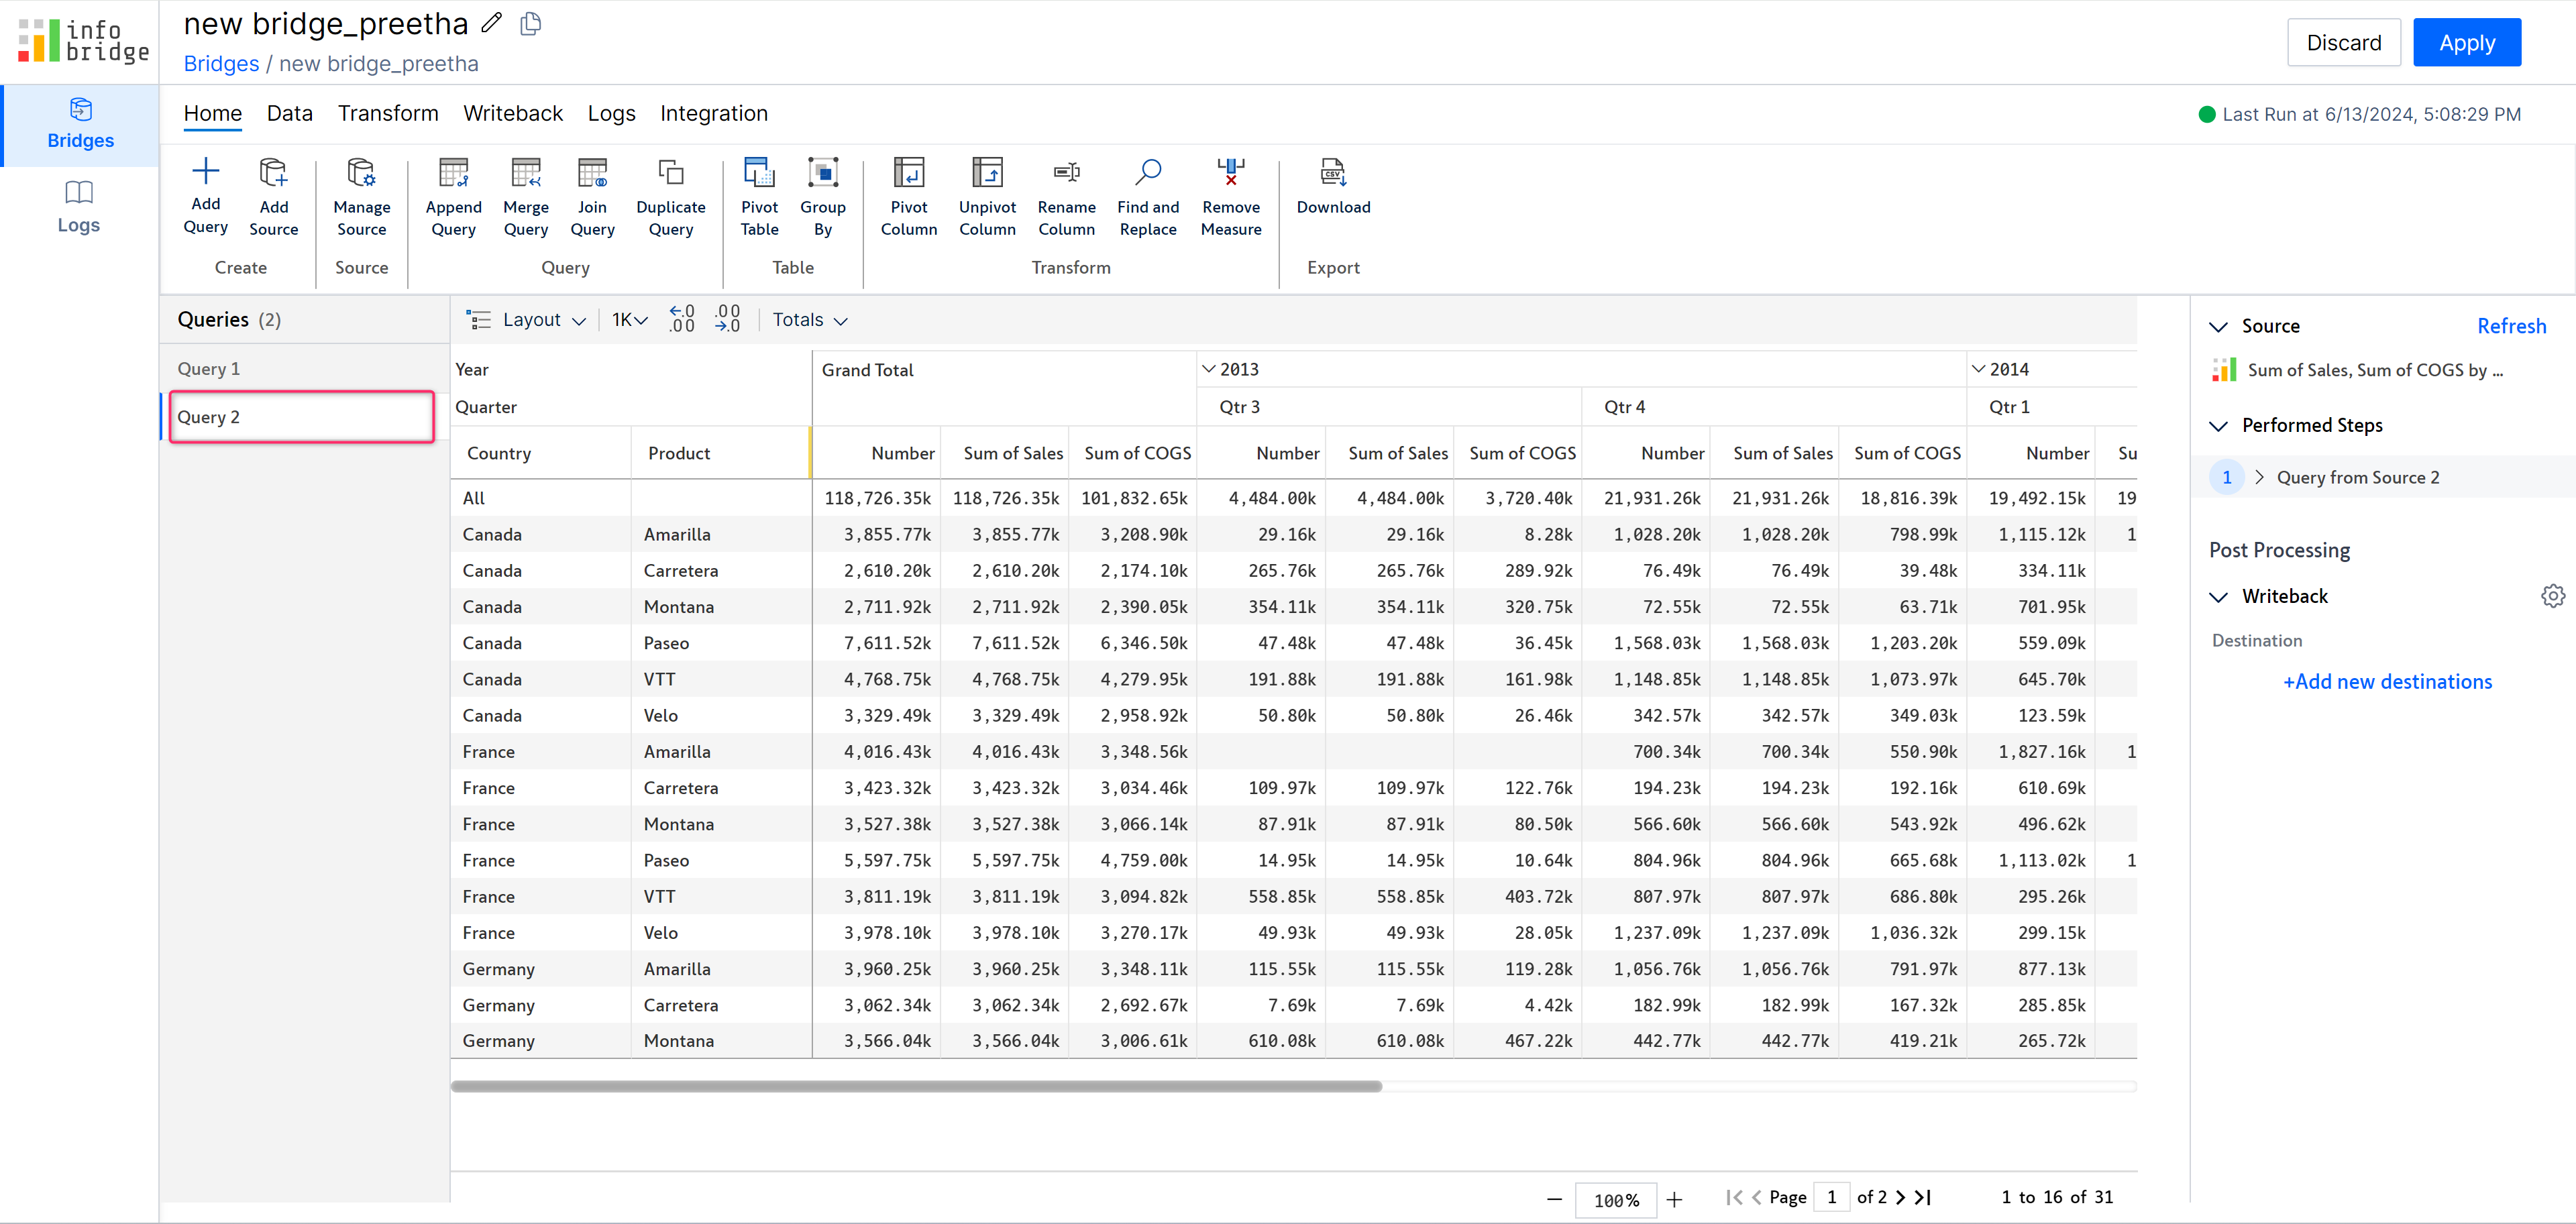 info bridge
new bridge_preetha
Bridges / new bridge_preetha
Discard
Apply
Bridges
Logs
Home Data Transform Writeback Logs Integration
Last Run at 6/13/2024, 5:08:29 PM
Add Query
Add Source
Create
Manage Source
Source
Append Query
Merge Query
Join Query
Duplicate Query
Query
Pivot Table
Group By
Table
Pivot Column
Unpivot Column
Rename Column
Find and Replace
Remove Measure
Transform
CSV
Download
Export
Queries (2)
Query 1
Query 2
Layout 1K ←.0 .00 .00 →.0 Totals
Year Grand Total 2013 2014
Quarter Qtr 3 Qtr 4 Qtr 1
Country Product Number Sum of Sales Sum of COGS Number Sum of Sales Sum of COGS Number Sum of Sales Sum of COGS Number Su
All 118,726.35k 118,726.35k 101,832.65k 4,484.00k 4,484.00k 3,720.40k 21,931.26k 21,931.26k 18,816.39k 19,492.15k 19
Canada Amarilla 3,855.77k 3,855.77k 3,208.90k 29.16k 29.16k 8.28k 1,028.20k 1,028.20k 798.99k 1,115.12k 1
Canada Carretera 2,610.20k 2,610.20k 2,174.10k 265.76k 265.76k 289.92k 76.49k 76.49k 39.48k 334.11k
Canada Montana 2,711.92k 2,711.92k 2,390.05k 354.11k 354.11k 320.75k 72.55k 72.55k 63.71k 701.95k
Canada Paseo 7,611.52k 7,611.52k 6,346.50k 47.48k 47.48k 36.45k 1,568.03k 1,568.03k 1,203.20k 559.09k
Canada VTT 4,768.75k 4,768.75k 4,279.95k 191.88k 191.88k 161.98k 1,148.85k 1,148.85k 1,073.97k 645.70k
Canada Velo 3,329.49k 3,329.49k 2,958.92k 50.80k 50.80k 26.46k 342.57k 342.57k 349.03k 123.59k
France Amarilla 4,016.43k 4,016.43k 3,348.56k 700.34k 700.34k 550.90k 1,827.16k 1
France Carretera 3,423.32k 3,423.32k 3,034.46k 109.97k 109.97k 122.76k 194.23k 194.23k 192.16k 610.69k
France Montana 3,527.38k 3,527.38k 3,066.14k 87.91k 87.91k 80.50k 566.60k 566.60k 543.92k 496.62k
France Paseo 5,597.75k 5,597.75k 4,759.00k 14.95k 14.95k 10.64k 804.96k 804.96k 665.68k 1,113.02k 1
France VTT 3,811.19k 3,811.19k 3,094.82k 558.85k 558.85k 403.72k 807.97k 807.97k 686.80k 295.26k
France Velo 3,978.10k 3,978.10k 3,270.17k 49.93k 49.93k 28.05k 1,237.09k 1,237.09k 1,036.32k 299.15k
Germany Amarilla 3,960.25k 3,960.25k 3,348.11k 115.55k 115.55k 119.28k 1,056.76k 1,056.76k 791.97k 877.13k
Germany Carretera 3,062.34k 3,062.34k 2,692.67k 7.69k 7.69k 4.42k 182.99k 182.99k 167.32k 285.85k
Germany Montana 3,566.04k 3,566.04k 3,006.61k 610.08k 610.08k 467.22k 442.77k 442.77k 419.21k 265.72k
100%
Page 1 of 2
1 to 16 of 31
Source Refresh
Sum of Sales, Sum of COGS by ...
Performed Steps
1 Query from Source 2
Post Processing
Writeback
Destination
+Add new destinations